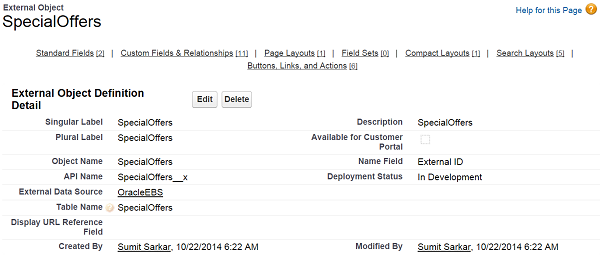 External Object
SpecialOffers
Help for this Page ?
Standard Fields [2] | Custom Fields & Relationships [11] | Page Layouts [1] | Field Sets [0] | Compact Layouts [1] | Search Layouts [5] |
Buttons, Links, and Actions [6]
External Object Definition
Detail
Edit Delete
Singular Label SpecialOffers Description SpecialOffers
Plural Label SpecialOffers Available for Customer
Portal
Object Name SpecialOffers Name Field External ID
API Name SpecialOffers__x Deployment Status In Development
External Data Source OracleEBS
Table Name SpecialOffers
Display URL Reference
Field
Created By Sumit Sarkar, 10/22/2014 6:22 AM Modified By Sumit Sarkar, 10/22/2014 6:22 AM